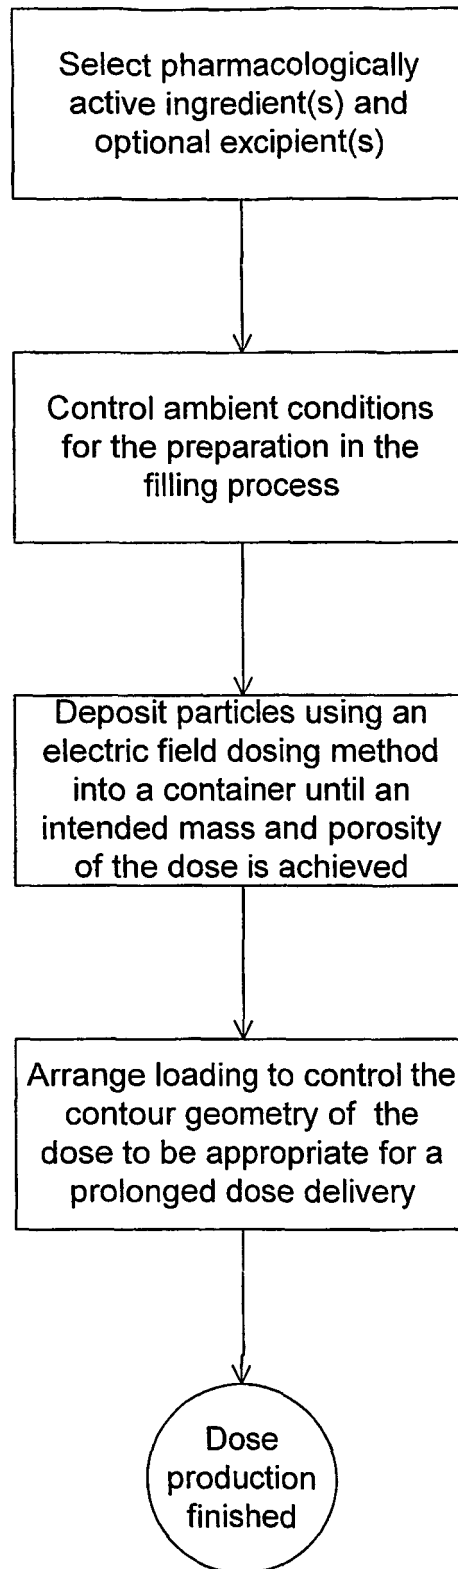 Select pharmacologically
active ingredient(s) and
optional excipient(s)
Control ambient conditions
for the preparation in the
filling process
Deposit particles using an
electric field dosing method
into a container until an
intended mass and porosity
of the dose is achieved
Arrange loading to control the
contour geometry of the
dose to be appropriate for a
prolonged dose delivery
Dose
production
finished